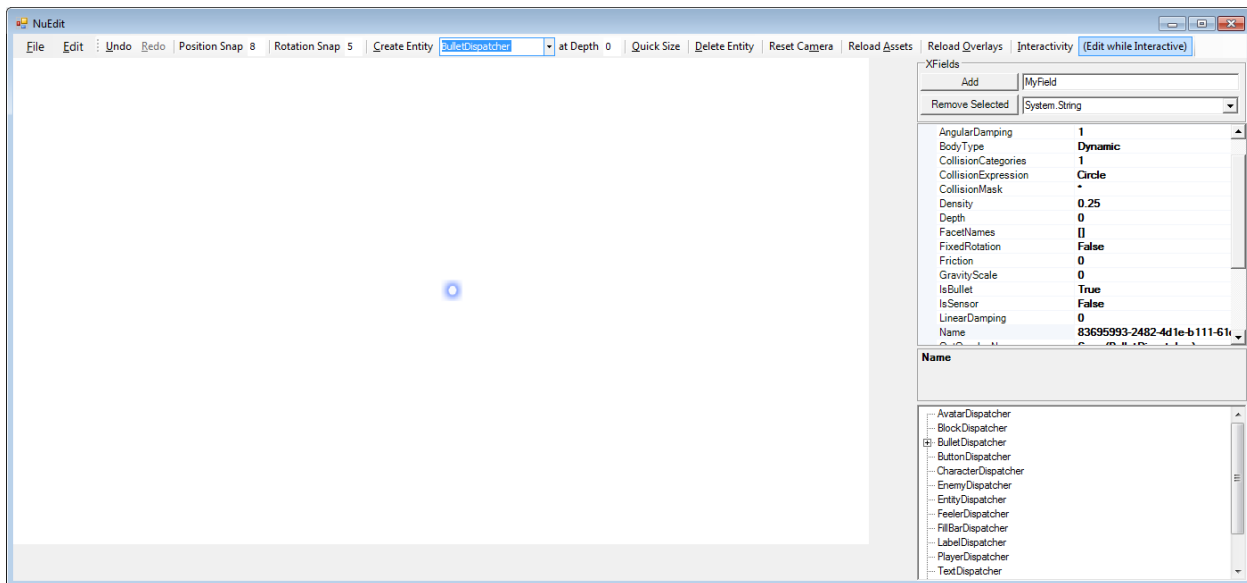 NuEdit
File Edit Undo Redo Position Snap 8 Rotation Snap 5 Create Entity BulletDispatcher at Depth 0 Quick Size Delete Entity Reset Camera Reload Assets Reload Overlays Interactivity (Edit while Interactive)
XFields
Add MyField
Remove Selected System.String
AngularDamping 1
BodyType Dynamic
CollisionCategories 1
CollisionExpression Circle
CollisionMask *
Density 0.25
Depth 0
FacetNames []
FixedRotation False
Friction 0
GravityScale 0
IsBullet True
IsSensor False
LinearDamping 0
Name 83695993-2482-4d1e-b111-61
Name
AvatarDispatcher
BlockDispatcher
BulletDispatcher
ButtonDispatcher
CharacterDispatcher
EnemyDispatcher
EntityDispatcher
FeelerDispatcher
FillBarDispatcher
LabelDispatcher
PlayerDispatcher
TextDispatcher